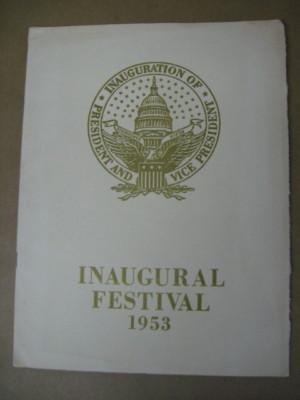 ★ INAUGURATION OF ★
PRESIDENT AND VICE PRESIDENT
INAUGURAL
FESTIVAL
1953